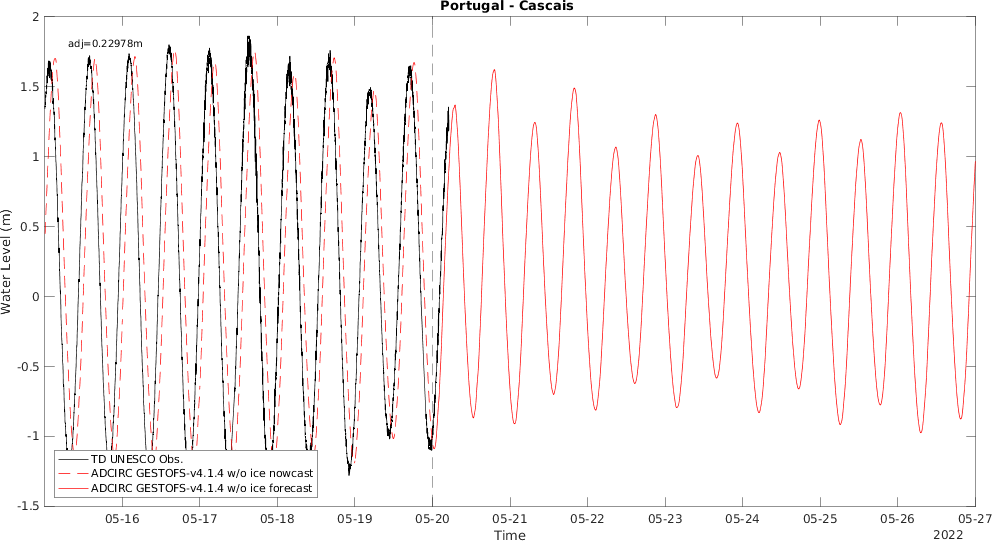 Portugal - Cascais
adj=0.22978m
2
1.5
1
0.5
0
-0.5
-1
-1.5
Water Level (m)
TD UNESCO Obs.
ADCIRC GESTOFS-v4.1.4 w/o ice nowcast
ADCIRC GESTOFS-v4.1.4 w/o ice forecast
05-16 05-17 05-18 05-19 05-20 05-21 05-22 05-23 05-24 05-25 05-26 05-27
Time
2022